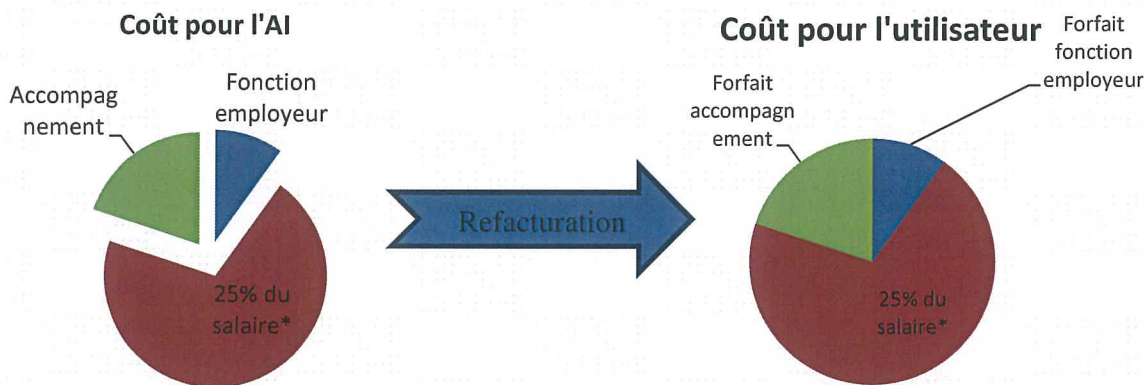 Coût pour l'AI
Accompag
nement
Fonction
employeur
25% du
salaire*
Refacturation
Coût pour l'utilisateur
Forfait
accompagn
ement
Forfait
fonction
employeur
25% du
salaire*